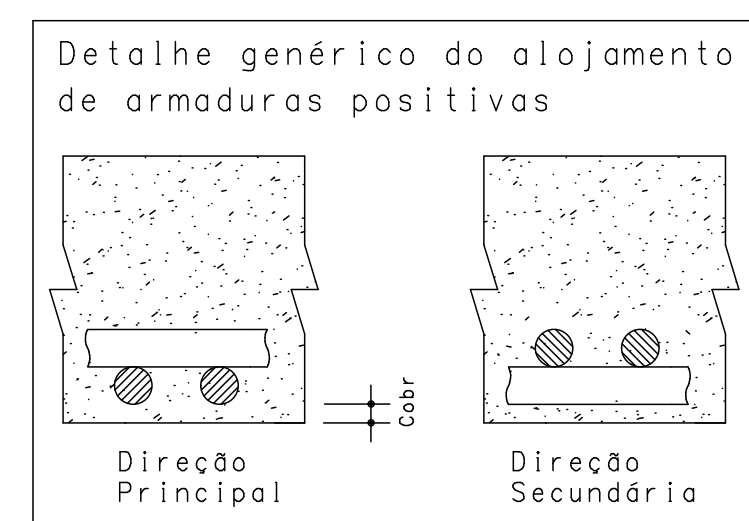 Detalhe genérico do alojamento
de armaduras positivas
Cobr
Direção
Principal
Direção
Secundária